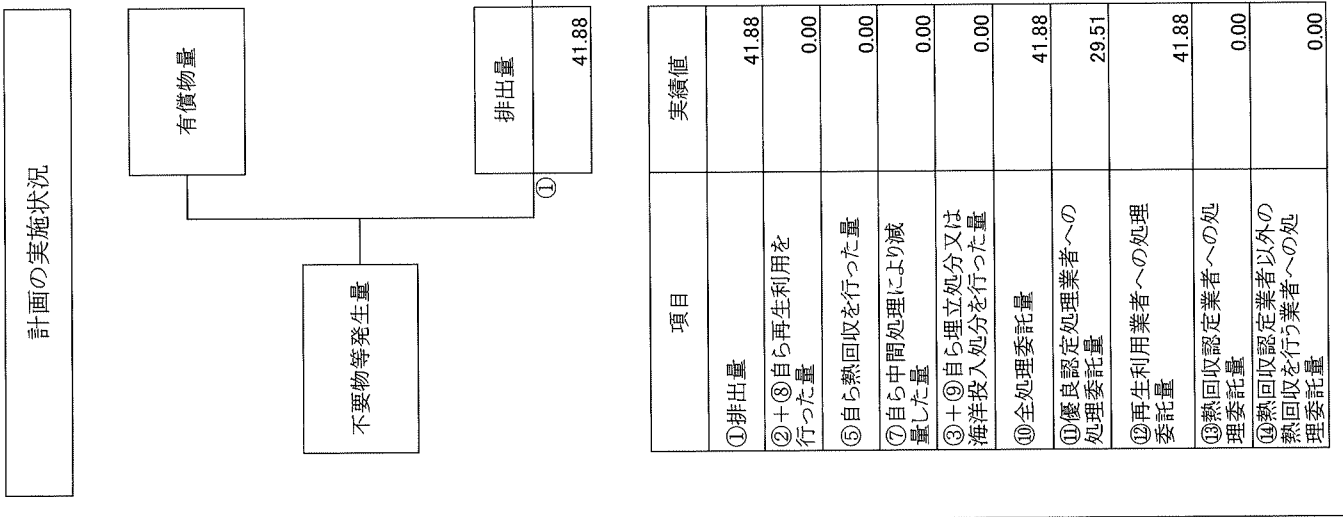 計画の実施状況
有償物量
不要物等発生量
①
排出量
41.88
項目
実績値
①排出量
41.88
②+⑧自ら再生利用を
行った量
0.00
⑤自ら熱回収を行った量
0.00
⑦自ら中間処理により減
量した量
0.00
③+⑨自ら埋立処分又は
海洋投入処分を行った量
0.00
⑩全処理委託量
41.88
⑪優良認定処理業者への
処理委託量
29.51
⑫再生利用業者への処理
委託量
41.88
⑬熱回収認定業者への処
理委託量
0.00
⑭熱回収認定業者以外の
熱回収を行う業者への処
理委託量
0.00